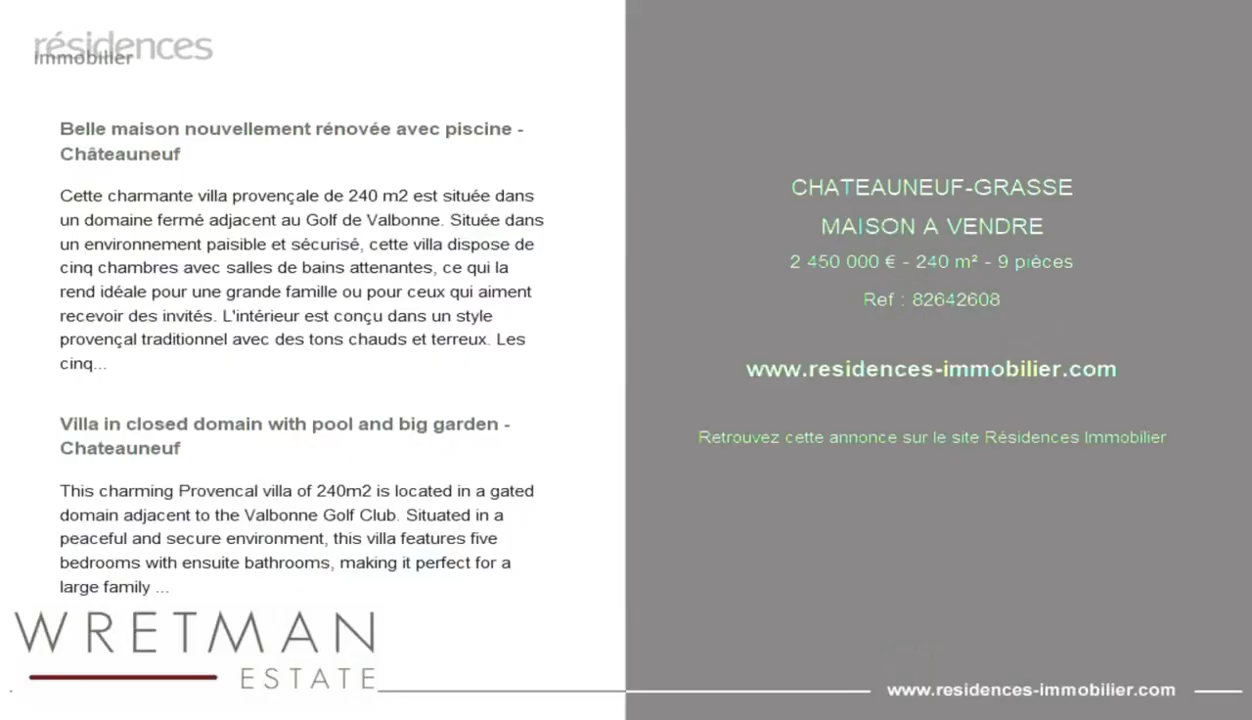 résidences
immobilier
Belle maison nouvellement rénovée avec piscine -
Châteauneuf
Cette charmante villa provençale de 240 m2 est située dans
un domaine fermé adjacent au Golf de Valbonne. Située dans
un environnement paisible et sécurisé, cette villa dispose de
cinq chambres avec salles de bains attenantes, ce qui la
rend idéale pour une grande famille ou pour ceux qui aiment
recevoir des invités. L'intérieur est conçu dans un style
provençal traditionnel avec des tons chauds et terreux. Les
cinq...
Villa in closed domain with pool and big garden -
Chateauneuf
This charming Provencal villa of 240m2 is located in a gated
domain adjacent to the Valbonne Golf Club. Situated in a
peaceful and secure environment, this villa features five
bedrooms with ensuite bathrooms, making it perfect for a
large family ...
WRETMAN
ESTATE
CHATEAUNEUF-GRASSE
MAISON A VENDRE
2 450 000 € - 240 m² - 9 pièces
Ref : 82642608
www.residences-immobilier.com
Retrouvez cette annonce sur le site Résidences Immobilier
www.residences-immobilier.com